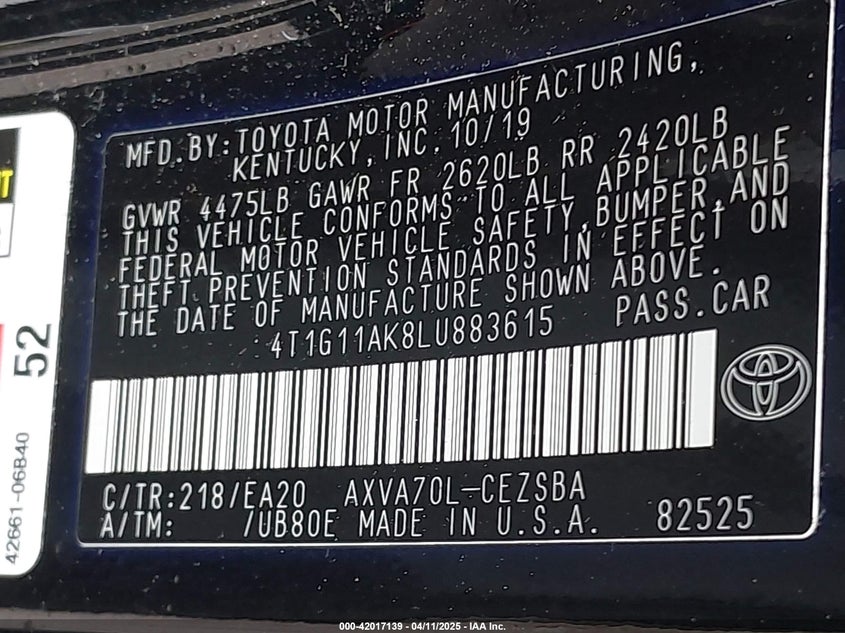 MFD.BY:TOYOTA MOTOR MANUFACTURING,
KENTUCKY,INC. 10/19
GVWR 4475LB GAWR FR 2620LB RR 2420LB
THIS VEHICLE CONFORMS TO ALL APPLICABLE
FEDERAL MOTOR VEHICLE SAFETY,BUMPER,AND
THEFT PREVENTION STANDARDS IN EFFECT ON
THE DATE OF MANUFACTURE SHOWN ABOVE.
4T1G11AK8LU883615 PASS.CAR
C/TR:218/EA20 AXVA70L-CEZSBA
A/TM: /UB80E MADE IN U.S.A. 82525
52
42661-06B40
000-42017139 - 04/11/2025 - IAA Inc.